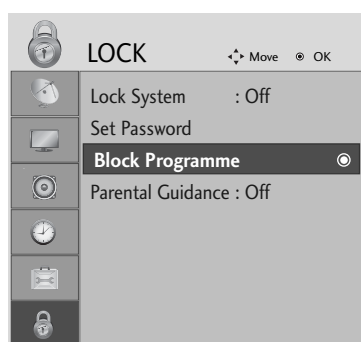 LOCK Move OK
Lock System : Off
Set Password
Block Programme
Parental Guidance : Off